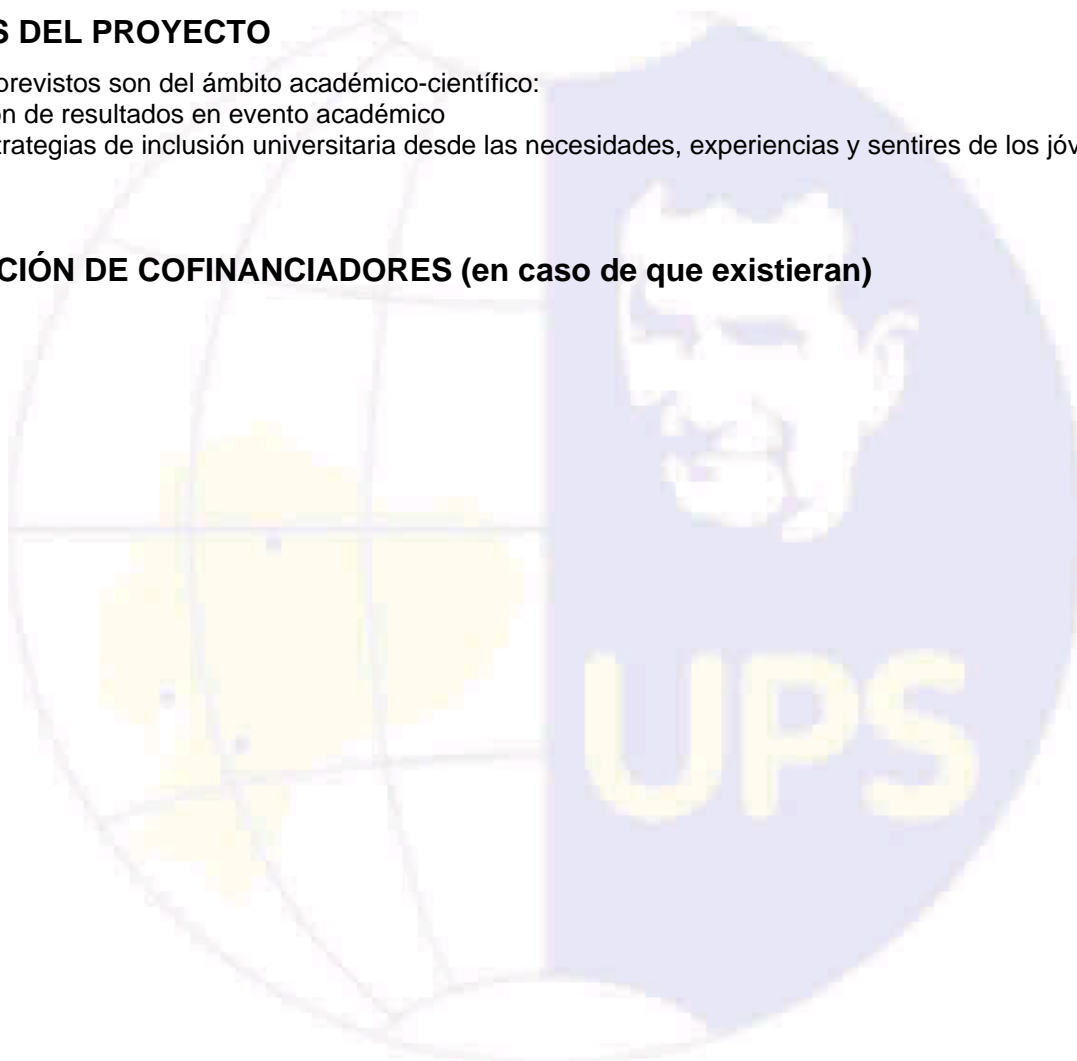 S DEL PROYECTO
previstos son del ámbito académico-científico:
ón de resultados en evento académico
trategias de inclusión universitaria desde las necesidades, experiencias y sentires de los jóv
CIÓN DE COFINANCIADORES (en caso de que existieran)
UPS